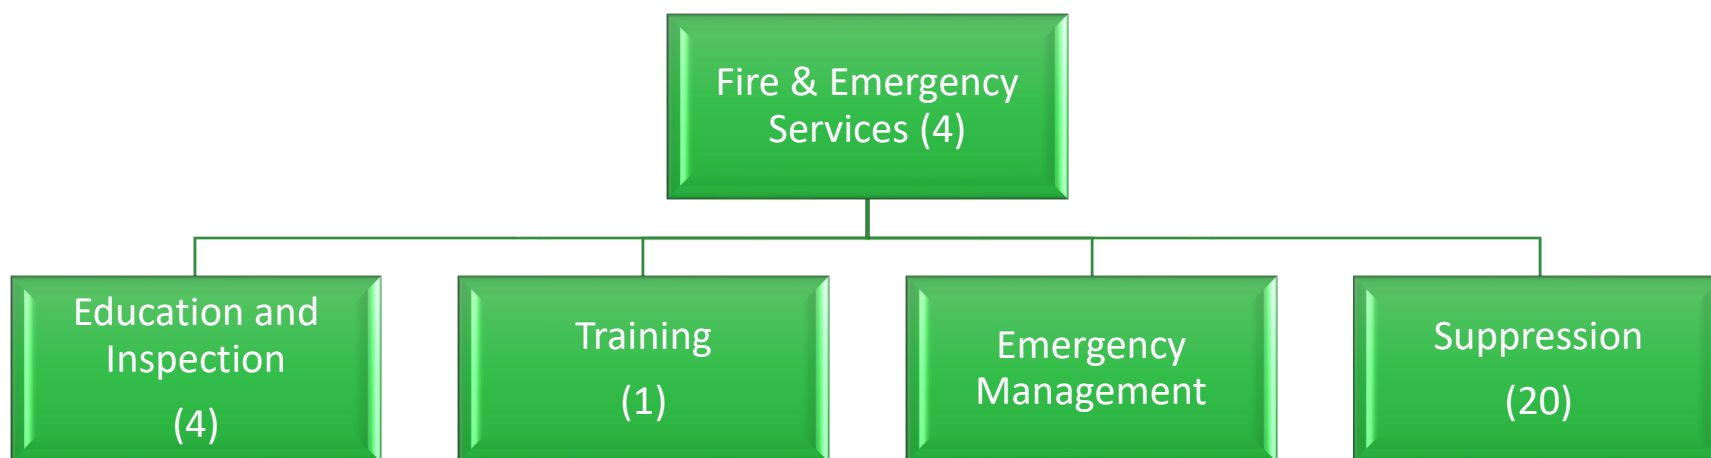 Fire & Emergency
Services (4)
Education and
Inspection
(4)
Training
(1)
Emergency
Management
Suppression
(20)